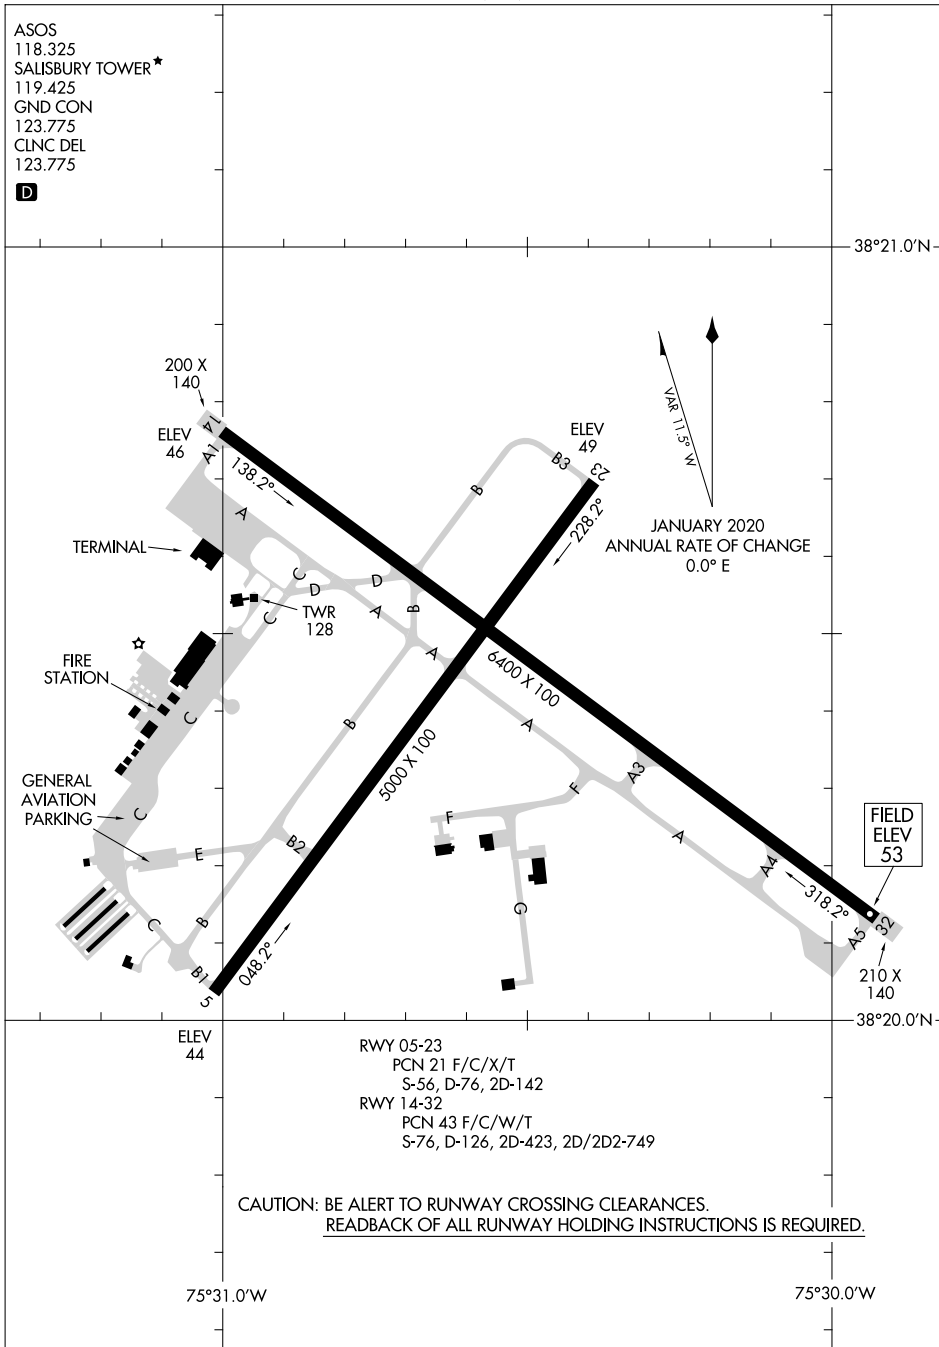 ASOS
118.325
SALISBURY TOWER★
119.425
GND CON
123.775
CLNC DEL
123.775
D
38°21.0'N
200 X
140
14
ELEV
46
A1
138.2°
A
ELEV
49
23
B3
B
228.2°
VAR 11.5° W
JANUARY 2020
ANNUAL RATE OF CHANGE
0.0° E
TERMINAL
C
D
D
A
B
C
TWR
128
A
6400 X 100
FIRE
STATION
C
B
A
5000 X 100
A3
F
GENERAL
AVIATION
PARKING
C
F
A
FIELD
ELEV
53
E
B2
A4
318.2°
G
C
B
048.2°
A5
32
B1
5
210 X
140
38°20.0'N
ELEV
44
RWY 05-23
PCN 21 F/C/X/T
S-56, D-76, 2D-142
RWY 14-32
PCN 43 F/C/W/T
S-76, D-126, 2D-423, 2D/2D2-749
CAUTION: BE ALERT TO RUNWAY CROSSING CLEARANCES.
READBACK OF ALL RUNWAY HOLDING INSTRUCTIONS IS REQUIRED.
75°31.0'W
75°30.0'W